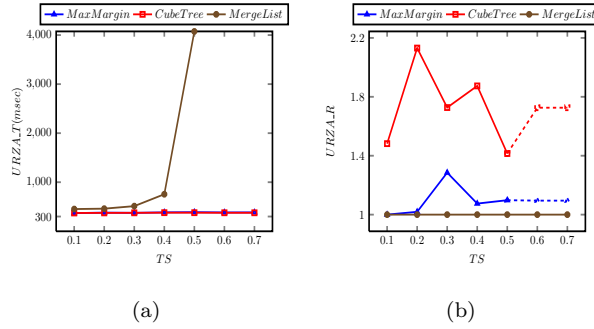 MaxMargin CubeTree MergeList
URZA_T(msec)
4,000
3,000
2,000
1,000
300
0.1 0.2 0.3 0.4 0.5 0.6 0.7
TS
(a)
MaxMargin CubeTree MergeList
URZA_R
2.2
1.8
1.4
1
0.1 0.2 0.3 0.4 0.5 0.6 0.7
TS
(b)